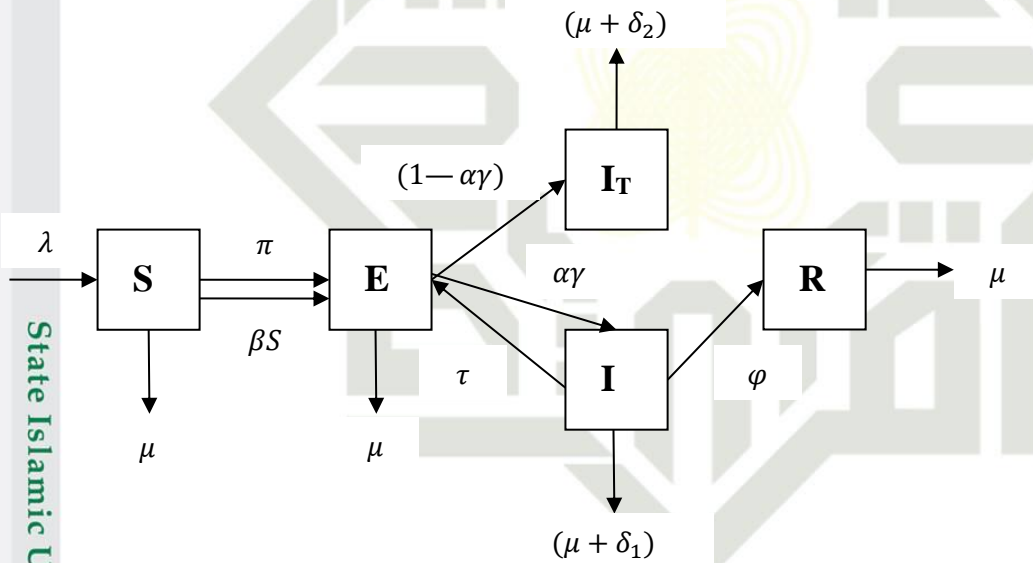 (𝜇 + 𝛿₂)
(1— 𝛼𝛾)
I_T
𝜆
S
𝜋
𝛽𝑆
E
𝛼𝛾
𝜏
I
𝜑
R
𝜇
𝜇
𝜇
(𝜇 + 𝛿₁)
State Islamic U